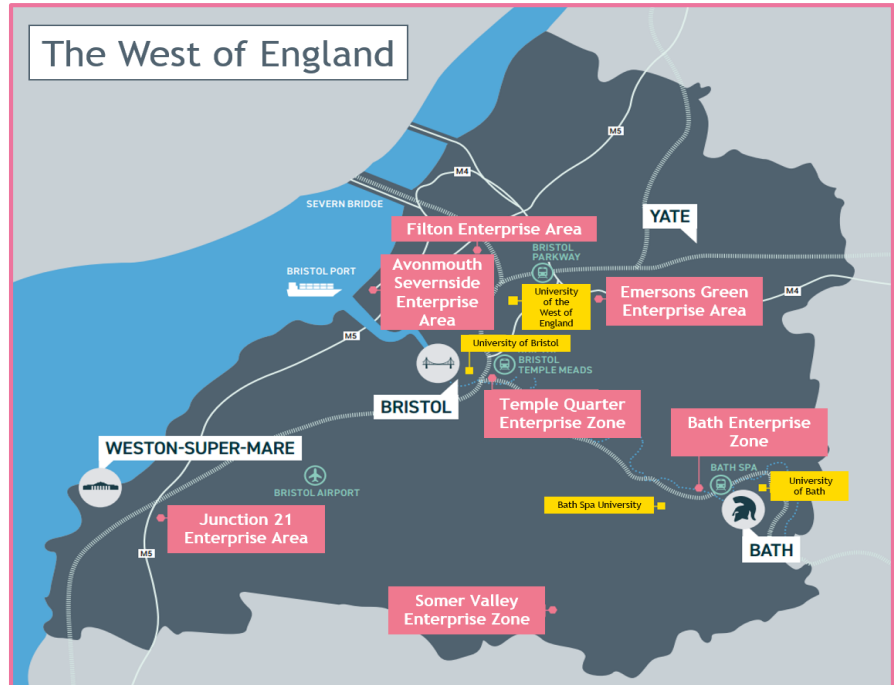 The West of England
M5
M4
SEVERN BRIDGE
YATE
Filton Enterprise Area
BRISTOL
PARKWAY
BRISTOL PORT
Avonmouth
Severnside
Enterprise
Area
University
of the
West of
England
Emersons Green
Enterprise Area
M4
M5
University of Bristol
BRISTOL
TEMPLE MEADS
BRISTOL
Temple Quarter
Enterprise Zone
Bath Enterprise
Zone
WESTON-SUPER-MARE
BRISTOL AIRPORT
BATH SPA
University
of Bath
Bath Spa University
Junction 21
Enterprise Area
BATH
M5
Somer Valley
Enterprise Zone